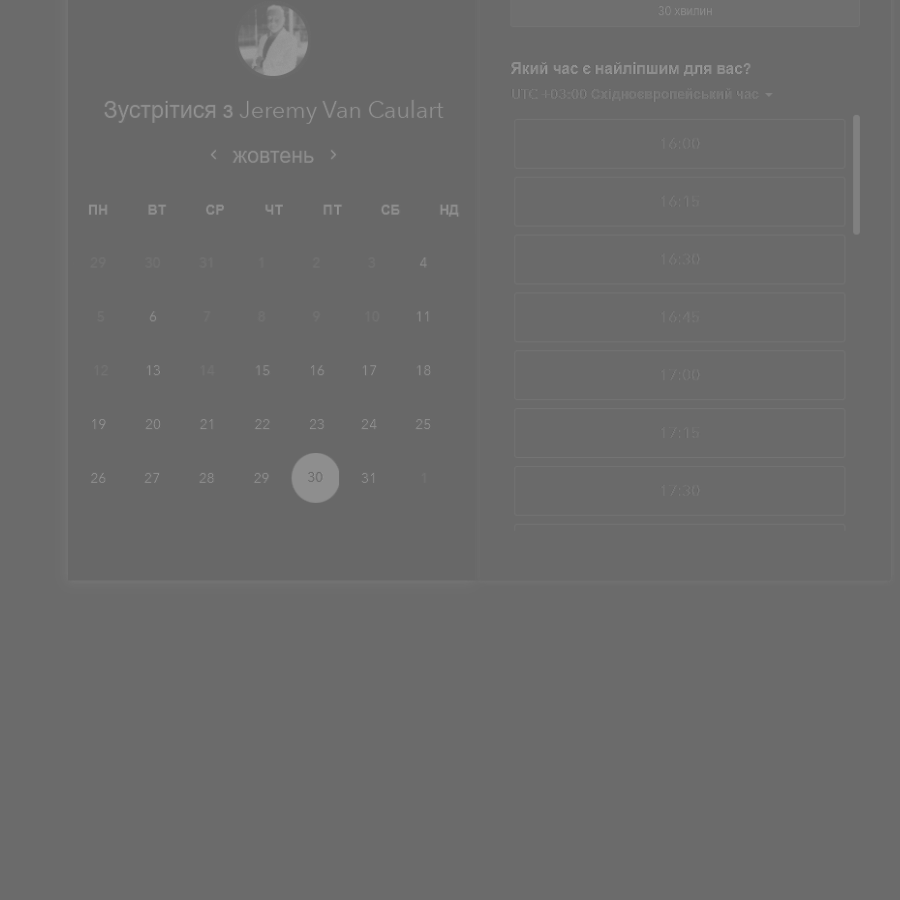 Зустрітися з Jeremy Van Caulart
жовтень
ПН ВТ СР ЧТ ПТ СБ НД
29 30 31 1 2 3 4
5 6 7 8 9 10 11
12 13 14 15 16 17 18
19 20 21 22 23 24 25
26 27 28 29 30 31 1
30 хвилин
Який час є найліпшим для вас?
UTC +03:00 Східноєвропейський час
16:00
16:15
16:30
16:45
17:00
17:15
17:30